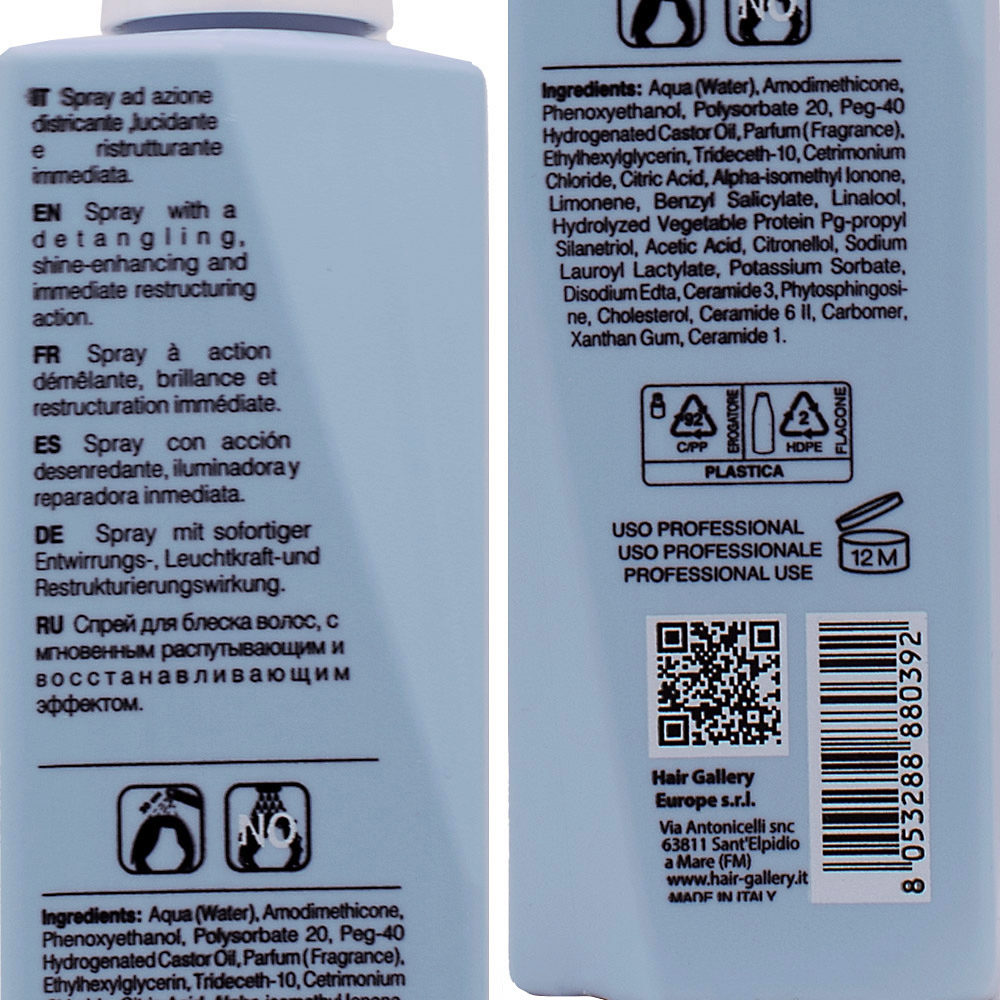 IT Spray ad azione
districante ,lucidante
e ristrutturante
immediata.
EN Spray with a
detangling,
shine-enhancing and
immediate restructuring
action.
FR Spray à action
démêlante, brillance et
restructuration immédiate.
ES Spray con acción
desenredante, iluminadora y
reparadora inmediata.
DE Spray mit sofortiger
Entwirrungs-, Leuchtkraft-und
Restrukturierungswirkung.
RU Спрей для блеска волос, с
мгновенным распутывающим и
восстанавливающим
эффектом.
NO
Ingredients: Aqua (Water), Amodimethicone,
Phenoxyethanol, Polysorbate 20, Peg-40
Hydrogenated Castor Oil, Parfum ( Fragrance),
Ethylhexylglycerin, Trideceth-10, Cetrimonium
NO
Ingredients: Aqua (Water), Amodimethicone,
Phenoxyethanol, Polysorbate 20, Peg-40
Hydrogenated Castor Oil, Parfum ( Fragrance),
Ethylhexylglycerin, Trideceth-10, Cetrimonium
Chloride, Citric Acid, Alpha-isomethyl Ionone,
Limonene, Benzyl Salicylate, Linalool,
Hydrolyzed Vegetable Protein Pg-propyl
Silanetriol, Acetic Acid, Citronellol, Sodium
Lauroyl Lactylate, Potassium Sorbate,
Disodium Edta, Ceramide 3, Phytosphingosi-
ne, Cholesterol, Ceramide 6 II, Carbomer,
Xanthan Gum, Ceramide 1.
92
C/PP
EROGATORE
2
HDPE
FLACONE
PLASTICA
USO PROFESSIONAL
USO PROFESSIONALE
PROFESSIONAL USE
12 M
Hair Gallery
Europe s.r.l.
Via Antonicelli snc
63811 Sant'Elpidio
a Mare (FM)
www.hair-gallery.it
MADE IN ITALY
8 053288 880392